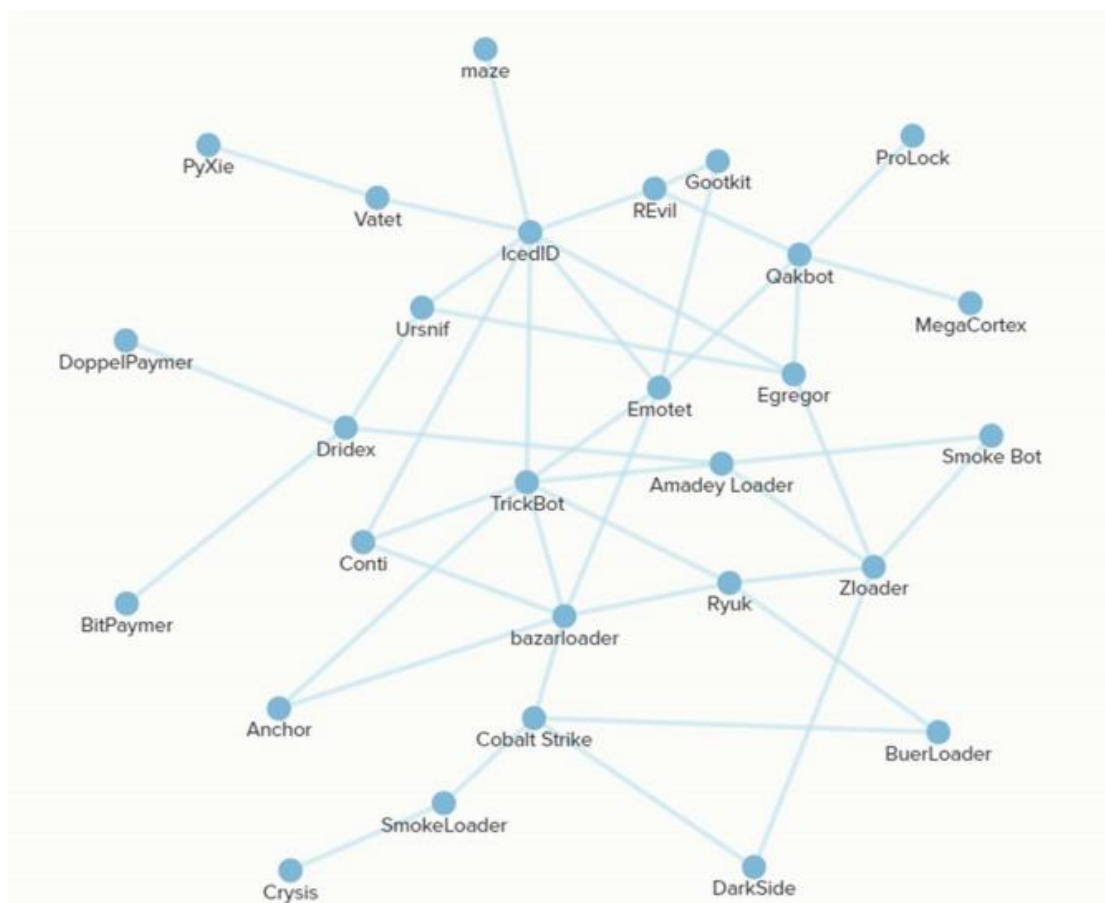 maze
PyXie
ProLock
Gootkit
REvil
Vatet
IcedID
Qakbot
MegaCortex
Ursnif
DoppelPaymer
Egregor
Emotet
Dridex
Smoke Bot
Amadey Loader
TrickBot
Conti
Zloader
Ryuk
BitPaymer
bazarloader
Anchor
Cobalt Strike
BuerLoader
SmokeLoader
Crysis
DarkSide